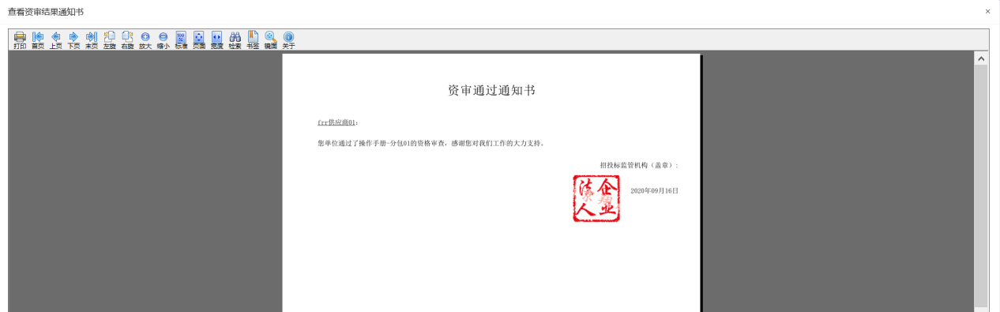 查看资审结果通知书 ×
打印 首页 上页 下页 末页 左旋 右旋 放大 缩小 标准 页面 宽度 检索 书签 镜图 关于
资审通过通知书
frr供应商01:
您单位通过了操作手册-分包01的资格审查，感谢您对我们工作的大力支持。
招投标监管机构（盖章）:
2020年09月16日
企业
法人